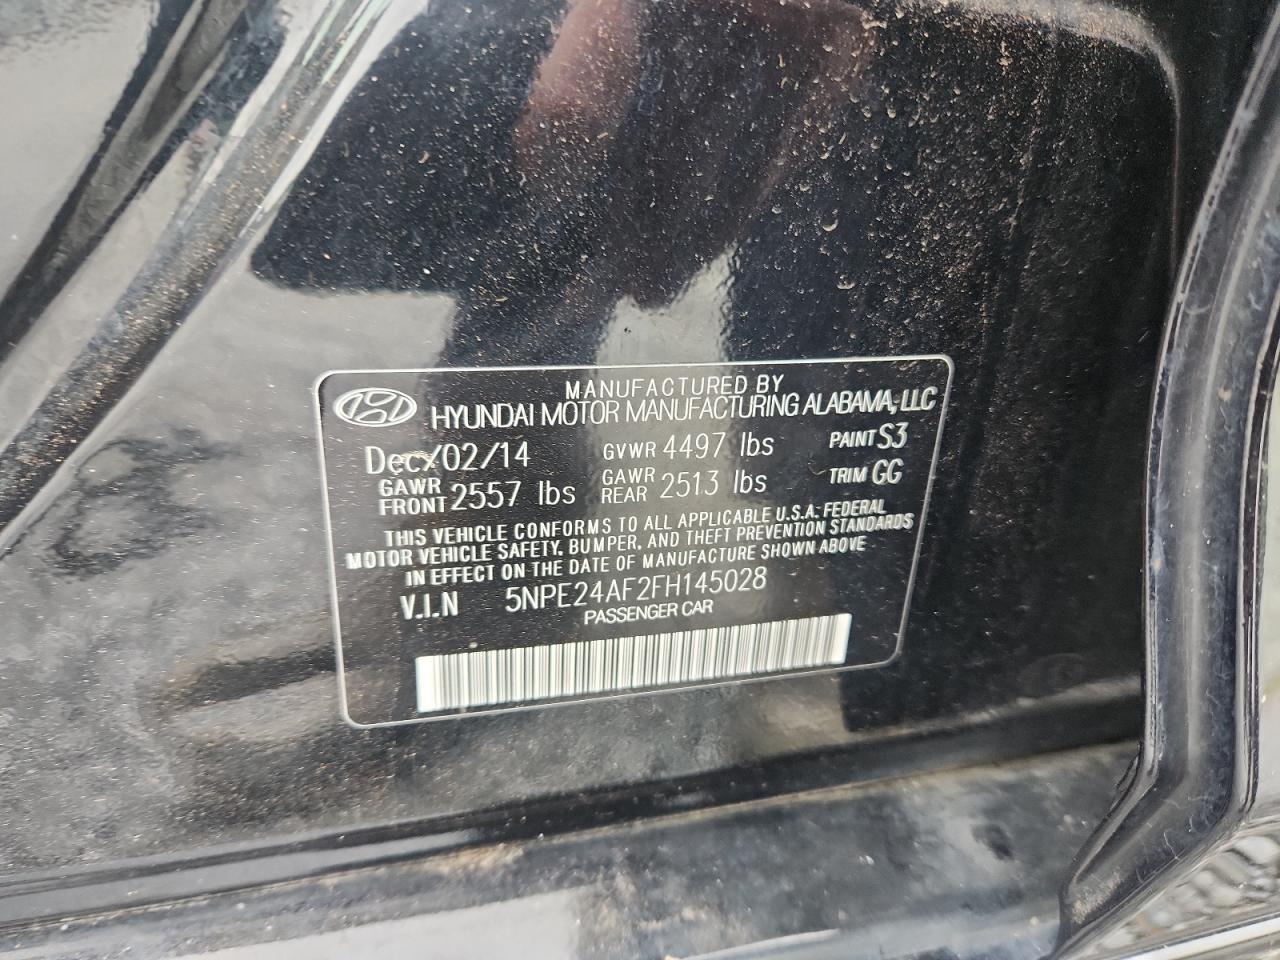 MANUFACTURED BY
HYUNDAI MOTOR MANUFACTURING ALABAMA, LLC
Dec/02/14 GVWR 4497 lbs PAINT S3
GAWR FRONT 2557 lbs GAWR REAR 2513 lbs TRIM GG
THIS VEHICLE CONFORMS TO ALL APPLICABLE U.S.A. FEDERAL
MOTOR VEHICLE SAFETY, BUMPER, AND THEFT PREVENTION STANDARDS
IN EFFECT ON THE DATE OF MANUFACTURE SHOWN ABOVE
V.I.N 5NPE24AF2FH145028
PASSENGER CAR